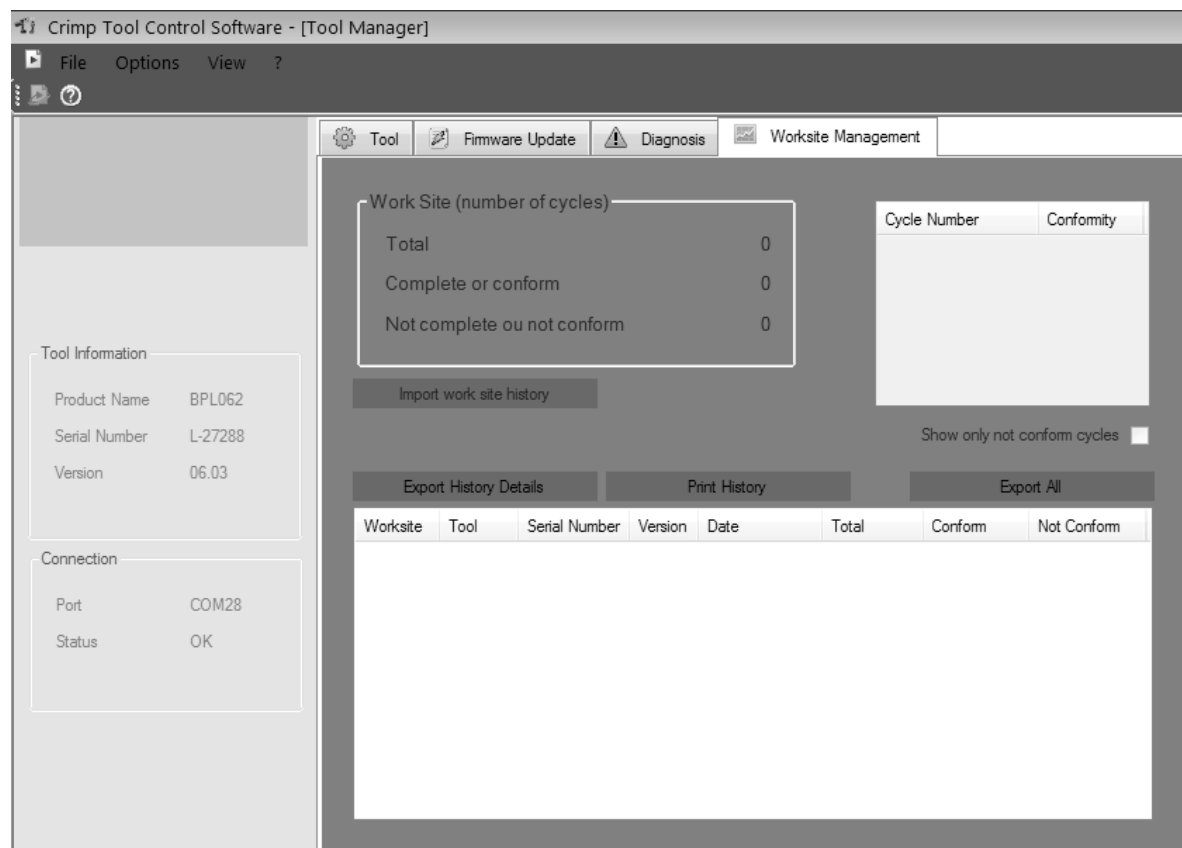 Crimp Tool Control Software - [Tool Manager]
File Options View ?
Tool Firmware Update Diagnosis Worksite Management
Tool Information
Product Name BPL062
Serial Number L-27288
Version 06.03
Connection
Port COM28
Status OK
Work Site (number of cycles)
Total 0
Complete or conform 0
Not complete ou not conform 0
Import work site history
Cycle Number Conformity
Show only not conform cycles
Export History Details Print History Export All
Worksite Tool Serial Number Version Date Total Conform Not Conform